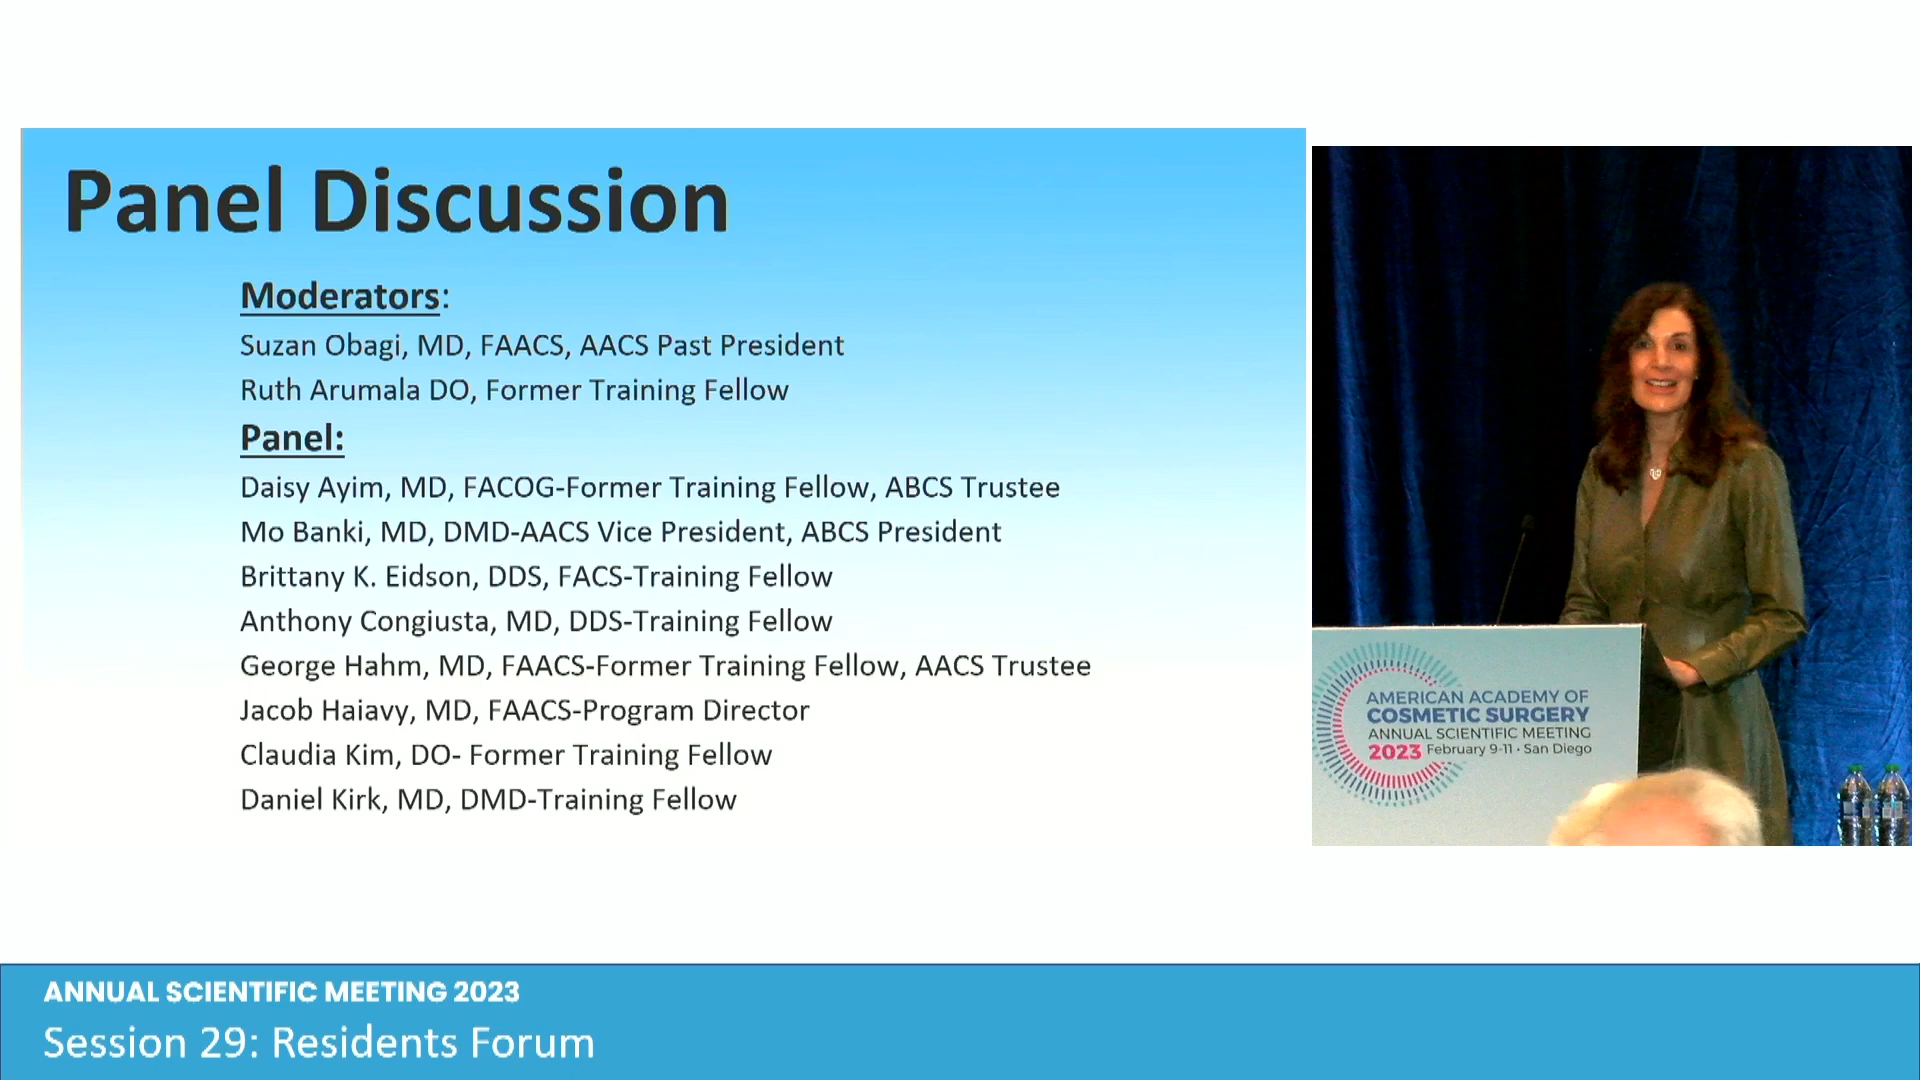 Panel Discussion
Moderators:
Suzan Obagi, MD, FAACS, AACS Past President
Ruth Arumala DO, Former Training Fellow
Panel:
Daisy Ayim, MD, FACOG-Former Training Fellow, ABCS Trustee
Mo Banki, MD, DMD-AACS Vice President, ABCS President
Brittany K. Eidson, DDS, FACS-Training Fellow
Anthony Congiusta, MD, DDS-Training Fellow
George Hahm, MD, FAACS-Former Training Fellow, AACS Trustee
Jacob Haiavy, MD, FAACS-Program Director
Claudia Kim, DO- Former Training Fellow
Daniel Kirk, MD, DMD-Training Fellow
AMERICAN ACADEMY OF
COSMETIC SURGERY
ANNUAL SCIENTIFIC MEETING
2023 February 9-11 • San Diego
ANNUAL SCIENTIFIC MEETING 2023
Session 29: Residents Forum